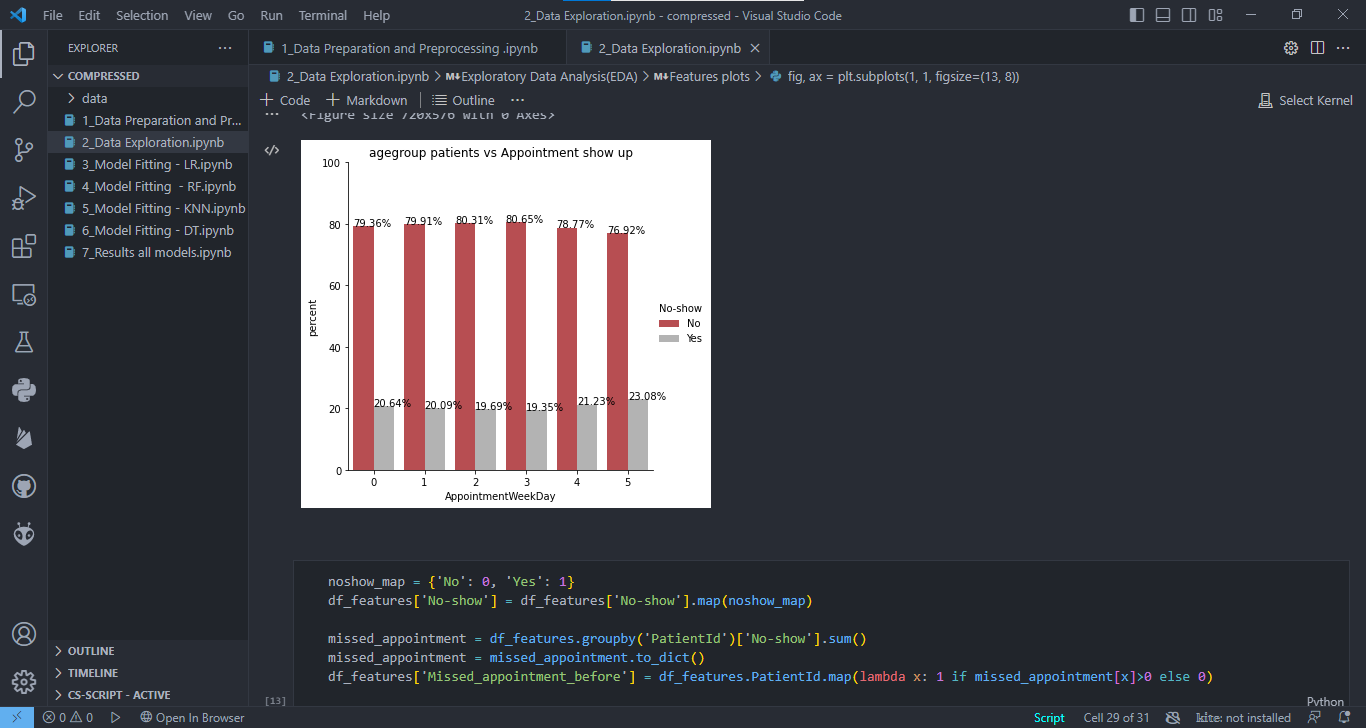 File Edit Selection View Go Run Terminal Help
2_Data Exploration.ipynb - compressed - Visual Studio Code
EXPLORER ...
COMPRESSED
data
1_Data Preparation and Pr...
2_Data Exploration.ipynb
3_Model Fitting - LR.ipynb
4_Model Fitting - RF.ipynb
5_Model Fitting - KNN.ipynb
6_Model Fitting - DT.ipynb
7_Results all models.ipynb
OUTLINE
TIMELINE
CS-SCRIPT - ACTIVE
1_Data Preparation and Preprocessing .ipynb
2_Data Exploration.ipynb
2_Data Exploration.ipynb > M↓Exploratory Data Analysis(EDA) > M↓Features plots > fig, ax = plt.subplots(1, 1, figsize=(13, 8))
+ Code + Markdown | Outline ...
Select Kernel
... <Figure size 720x576 with 0 Axes>
agegroup patients vs Appointment show up
100
80
60
40
20
0
percent
79.36% 79.91% 80.31% 80.65% 78.77% 76.92%
20.64% 20.09% 19.69% 19.35% 21.23% 23.08%
0 1 2 3 4 5
AppointmentWeekDay
No-show
No
Yes
noshow_map = {'No': 0, 'Yes': 1}
df_features['No-show'] = df_features['No-show'].map(noshow_map)
missed_appointment = df_features.groupby('PatientId')['No-show'].sum()
missed_appointment = missed_appointment.to_dict()
df_features['Missed_appointment_before'] = df_features.PatientId.map(lambda x: 1 if missed_appointment[x]>0 else 0)
[13]
Python
0 0 Open In Browser
Script Cell 29 of 31 kite: not installed